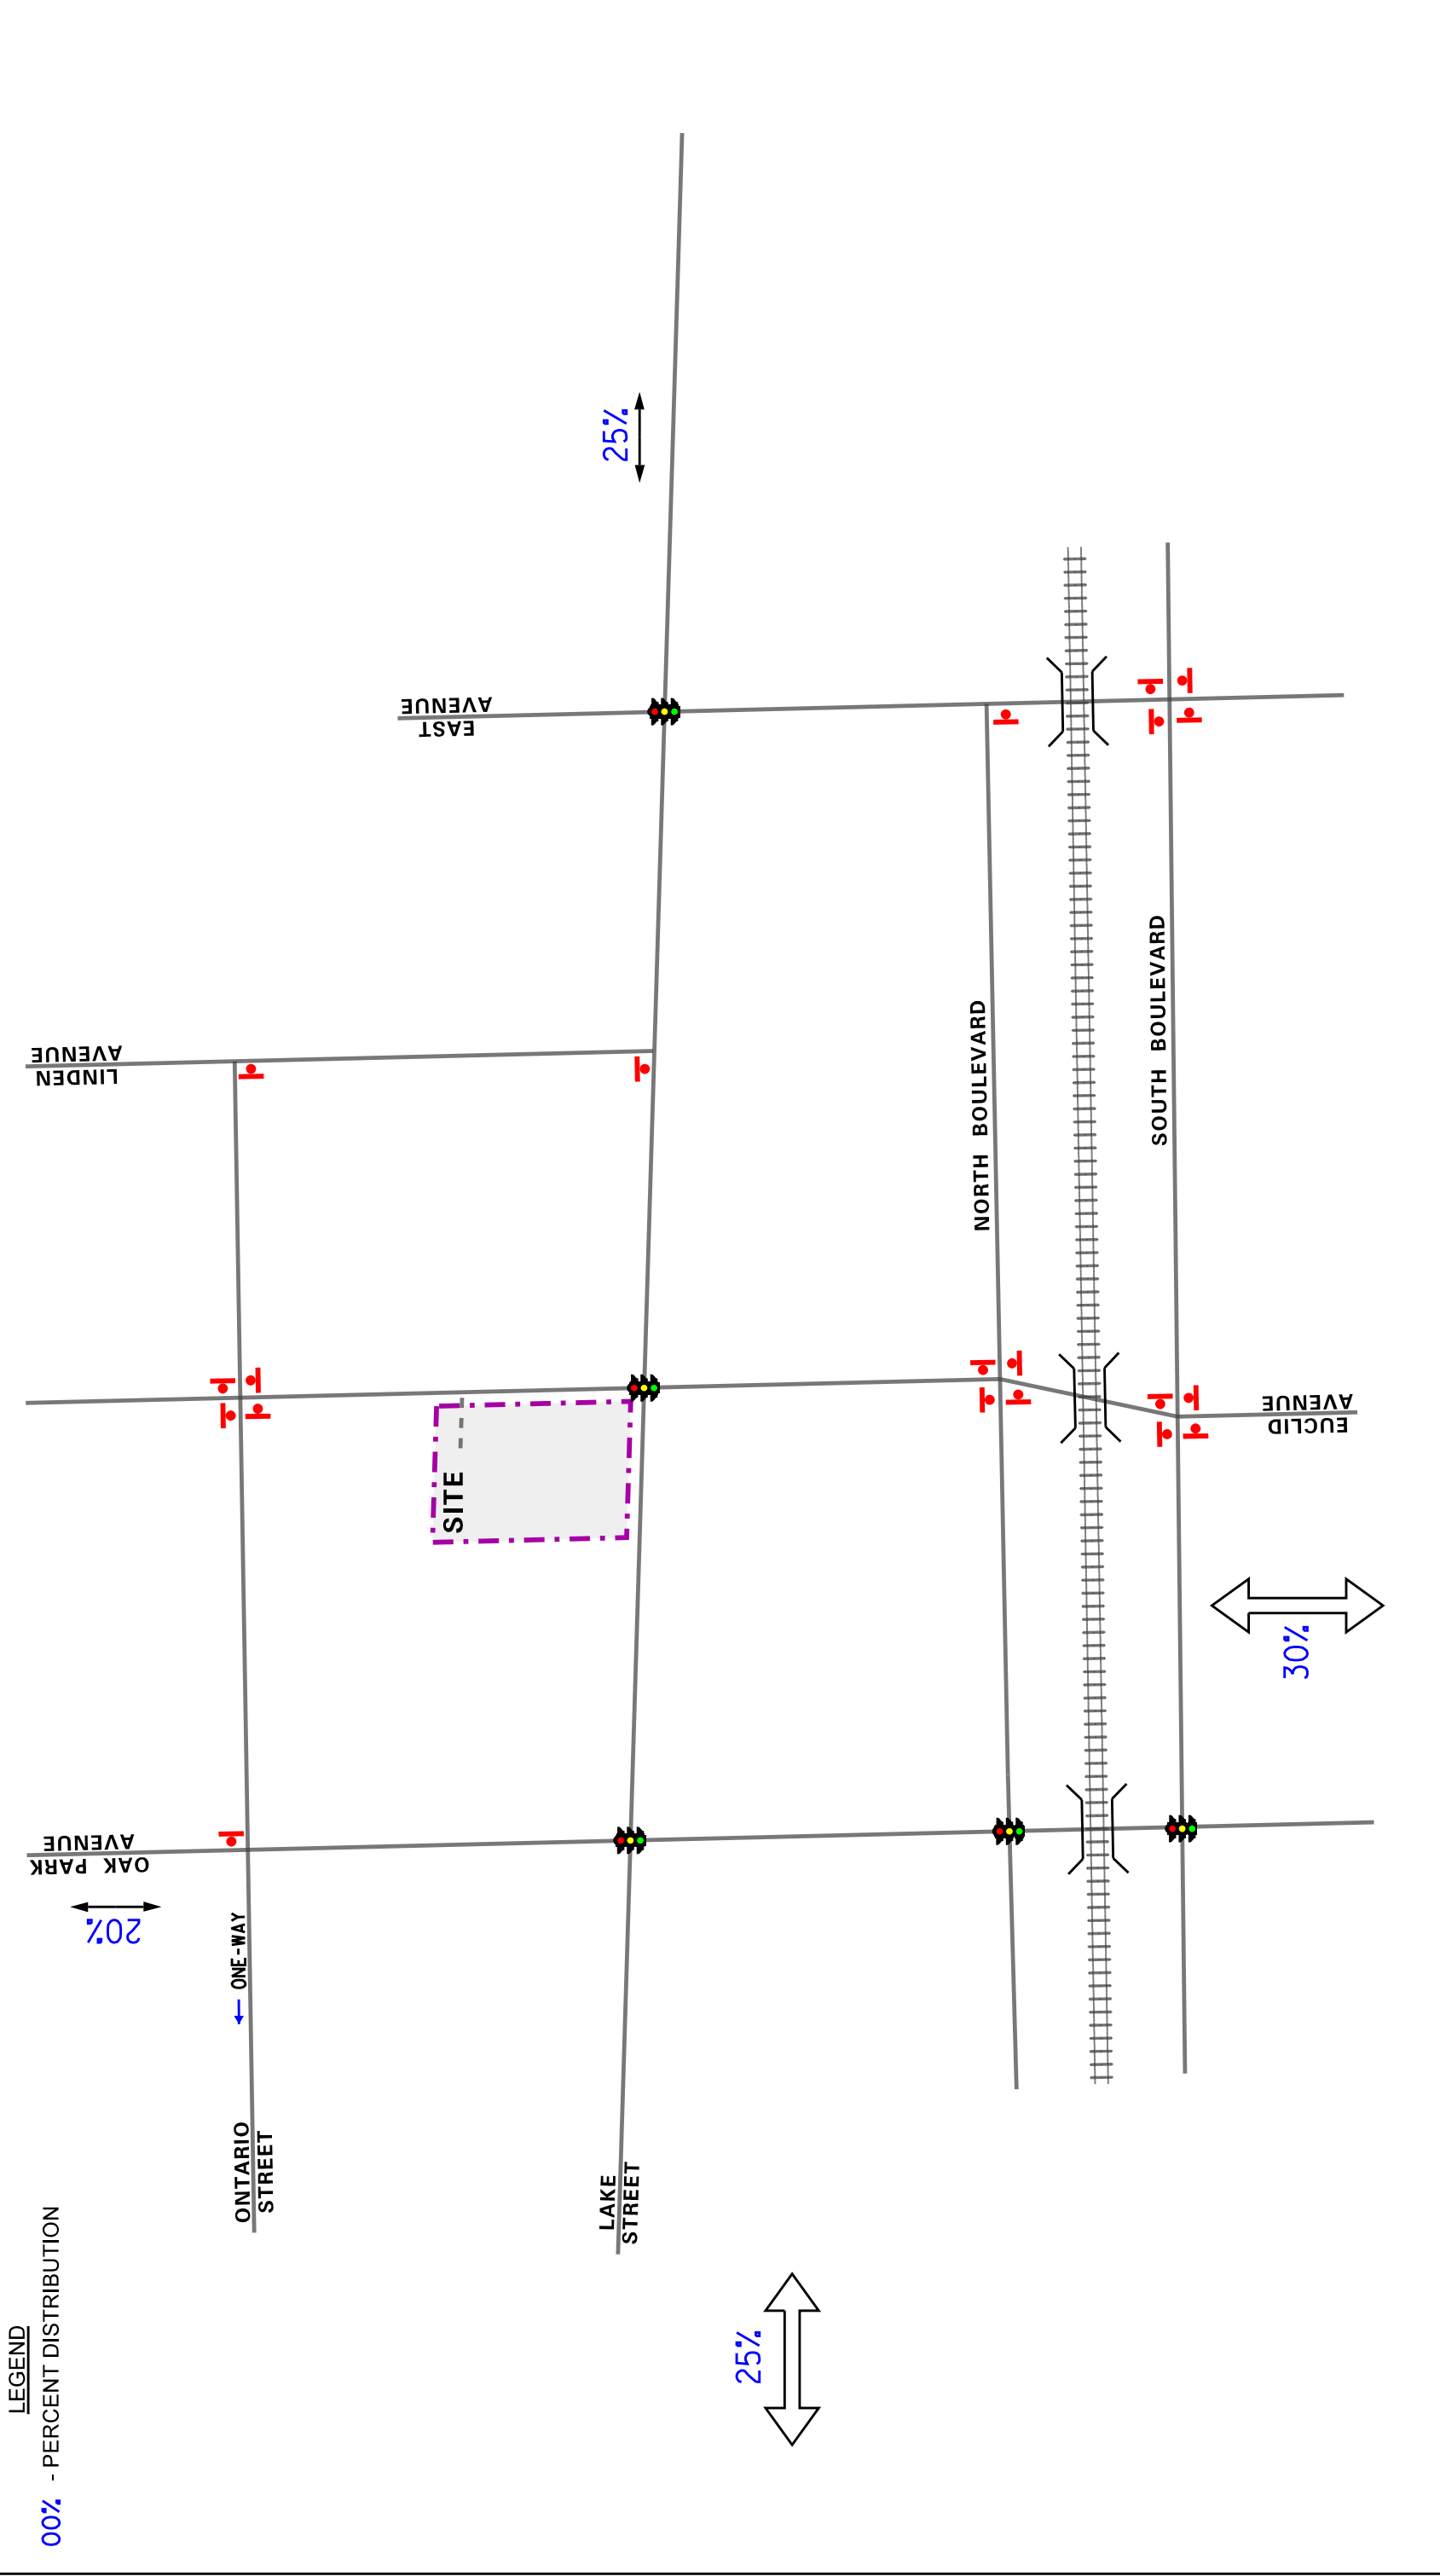 LEGEND
00% - PERCENT DISTRIBUTION
20%
OAK PARK
AVENUE
LINDEN
AVENUE
EAST
AVENUE
ONE-WAY
ONTARIO
STREET
SITE
25%
LAKE
STREET
25%
NORTH BOULEVARD
SOUTH BOULEVARD
EUCLID
AVENUE
30%